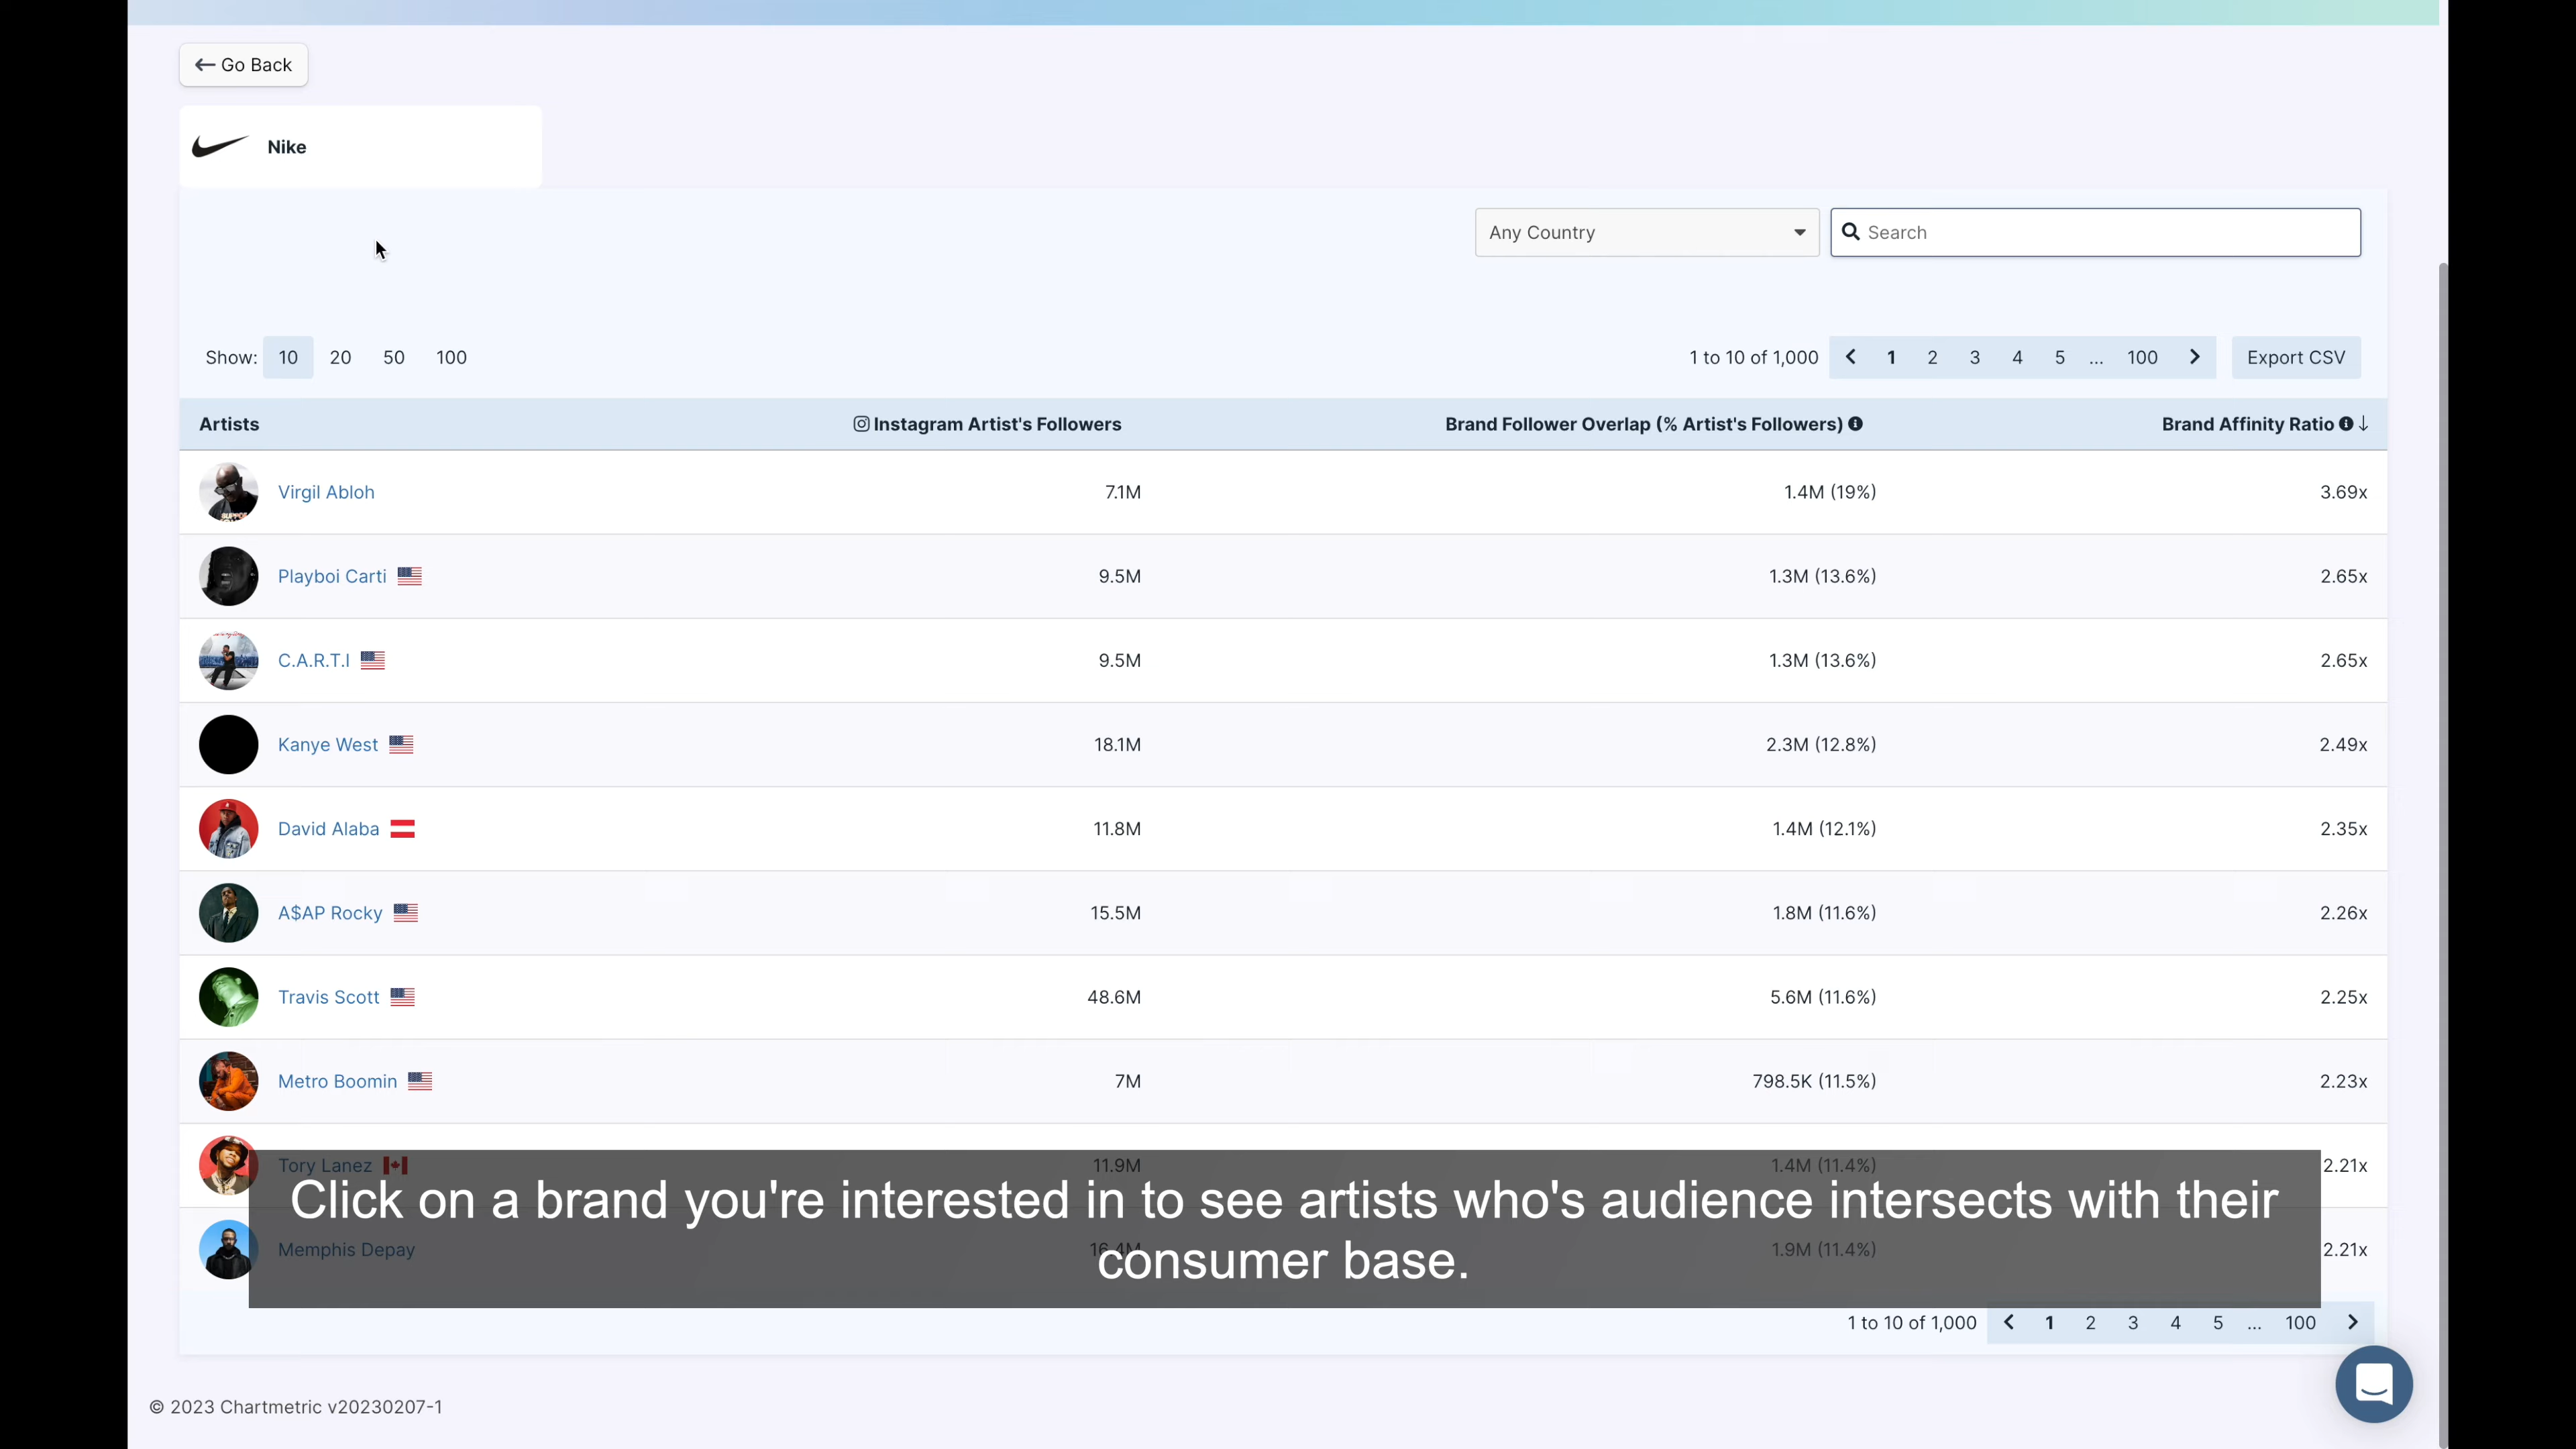 ← Go Back
Nike
Any Country
Search
Show: 10 20 50 100
1 to 10 of 1,000 1 2 3 4 5 ... 100 Export CSV
Artists Instagram Artist's Followers Brand Follower Overlap (% Artist's Followers) Brand Affinity Ratio ↓
Virgil Abloh 7.1M 1.4M (19%) 3.69x
Playboi Carti 9.5M 1.3M (13.6%) 2.65x
C.A.R.T.I 9.5M 1.3M (13.6%) 2.65x
Kanye West 18.1M 2.3M (12.8%) 2.49x
David Alaba 11.8M 1.4M (12.1%) 2.35x
A$AP Rocky 15.5M 1.8M (11.6%) 2.26x
Travis Scott 48.6M 5.6M (11.6%) 2.25x
Metro Boomin 7M 798.5K (11.5%) 2.23x
Tory Lanez 11.9M 1.4M (11.4%) 2.21x
Click on a brand you're interested in to see artists who's audience intersects with their
Memphis Depay 16.4M 1.9M (11.4%) 2.21x
consumer base.
1 to 10 of 1,000 1 2 3 4 5 ... 100
© 2023 Chartmetric v20230207-1